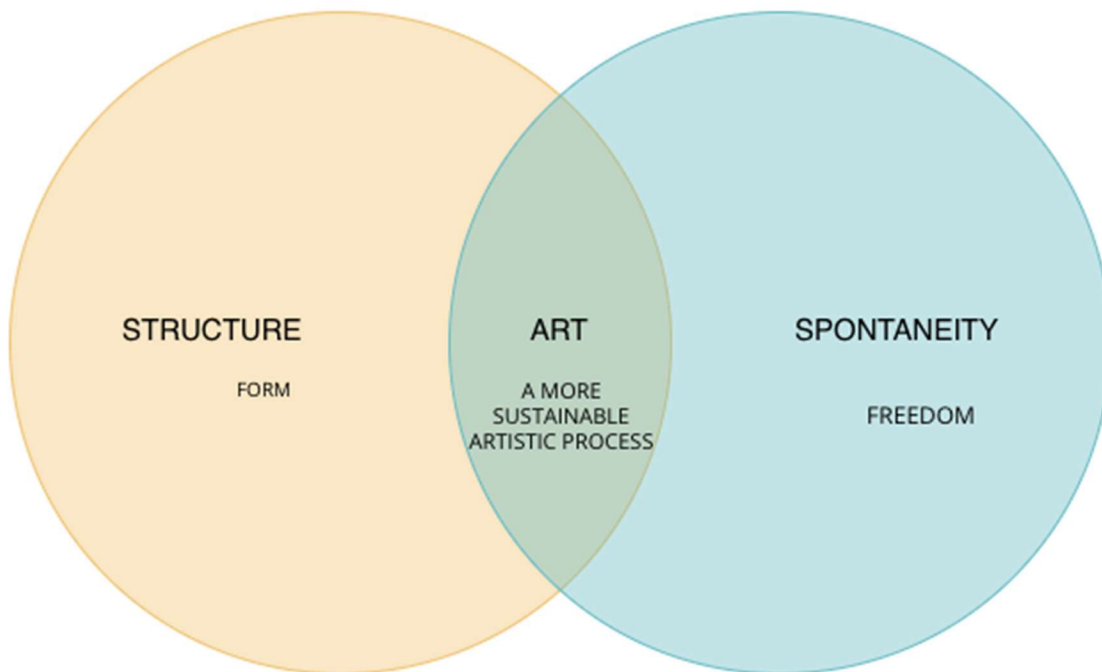 STRUCTURE
FORM
ART
A MORE
SUSTAINABLE
ARTISTIC PROCESS
SPONTANEITY
FREEDOM